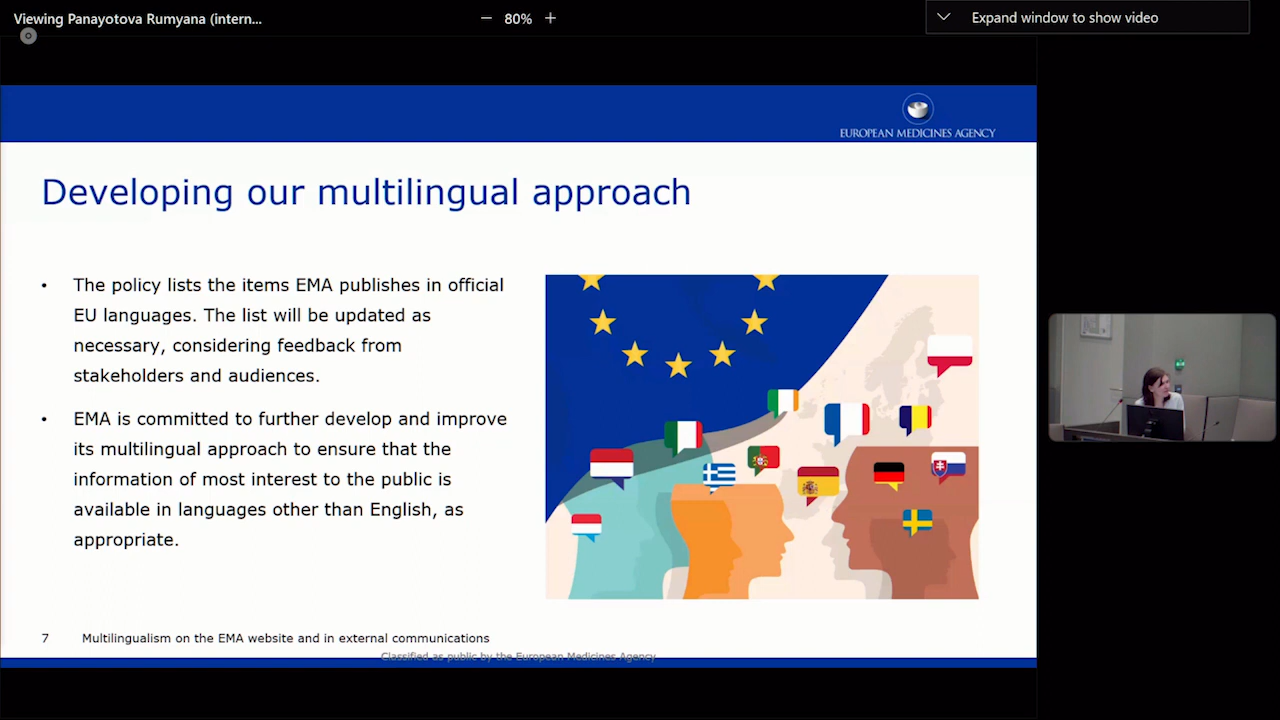 Viewing Panayotova Rumyana (intern...
80%
Expand window to show video
EUROPEAN MEDICINES AGENCY
Developing our multilingual approach
• The policy lists the items EMA publishes in official
EU languages. The list will be updated as
necessary, considering feedback from
stakeholders and audiences.
• EMA is committed to further develop and improve
its multilingual approach to ensure that the
information of most interest to the public is
available in languages other than English, as
appropriate.
7 Multilingualism on the EMA website and in external communications
Classified as public by the European Medicines Agency